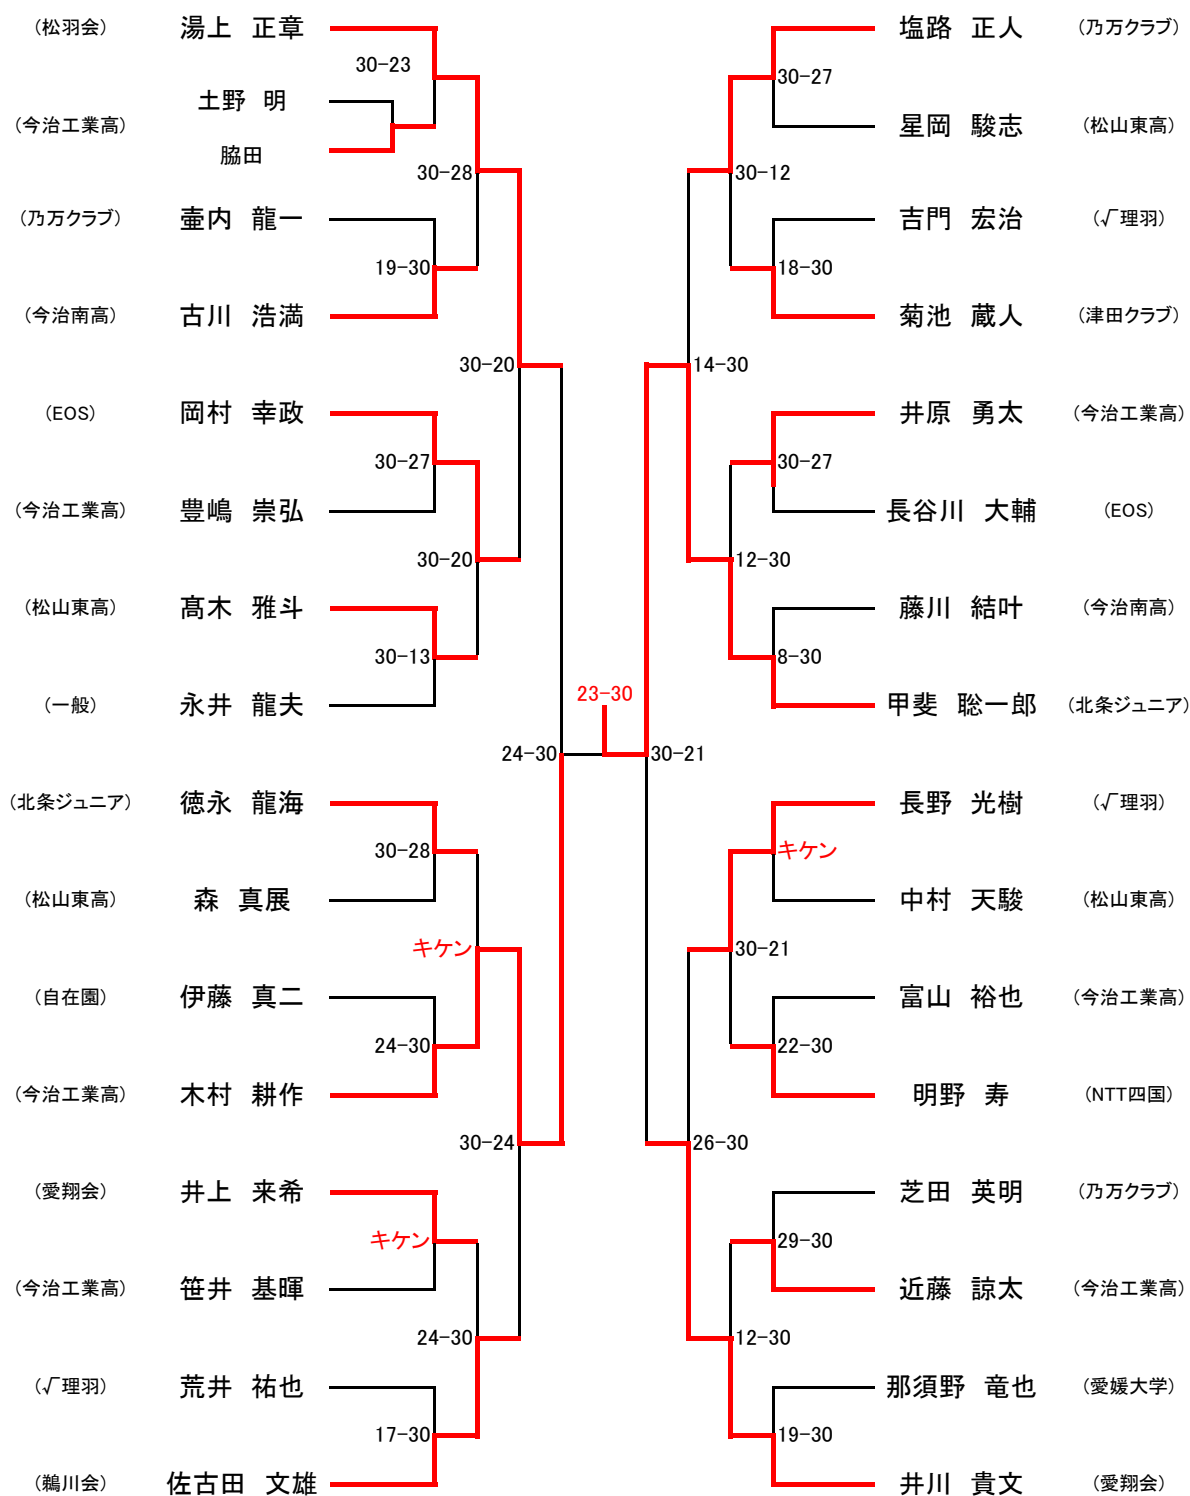 (松羽会) 湯上 正章
30-23
土野 明
(今治工業高)
脇田
30-28
(乃万クラブ) 壷内 龍一
19-30
(今治南高) 古川 浩満
30-20
(EOS) 岡村 幸政
30-27
(今治工業高) 豊嶋 崇弘
30-20
(松山東高) 髙木 雅斗
30-13
(一般) 永井 龍夫
23-30
24-30
(北条ジュニア) 徳永 龍海
30-28
(松山東高) 森 真展
キケン
(自在園) 伊藤 真二
24-30
(今治工業高) 木村 耕作
30-24
(愛翔会) 井上 来希
キケン
(今治工業高) 笹井 基暉
24-30
(√理羽) 荒井 祐也
17-30
(鵜川会) 佐古田 文雄
塩路 正人 (乃万クラブ)
30-27
星岡 駿志 (松山東高)
30-12
吉門 宏治 (√理羽)
18-30
菊池 蔵人 (津田クラブ)
14-30
井原 勇太 (今治工業高)
30-27
長谷川 大輔 (EOS)
12-30
藤川 結叶 (今治南高)
8-30
甲斐 聡一郎 (北条ジュニア)
30-21
長野 光樹 (√理羽)
キケン
中村 天駿 (松山東高)
30-21
富山 裕也 (今治工業高)
22-30
明野 寿 (NTT四国)
26-30
芝田 英明 (乃万クラブ)
29-30
近藤 諒太 (今治工業高)
12-30
那須野 竜也 (愛媛大学)
19-30
井川 貴文 (愛翔会)